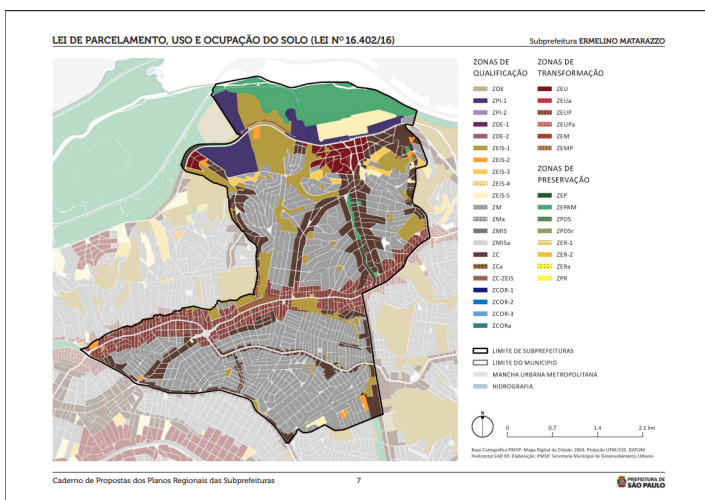 LEI DE PARCELAMENTO, USO E OCUPAÇÃO DO SOLO (LEI Nº 16.402/16)
Subprefeitura ERMELINO MATARAZZO
ZONAS DE
QUALIFICAÇÃO
ZOE
ZPI-1
ZPI-2
ZDE-1
ZDE-2
ZEIS-1
ZEIS-2
ZEIS-3
ZEIS-4
ZEIS-5
ZM
ZMa
ZMIS
ZMISa
ZC
ZCa
ZC-ZEIS
ZCOR-1
ZCOR-2
ZCOR-3
ZCORa
ZONAS DE
TRANSFORMAÇÃO
ZEU
ZEUa
ZEUP
ZEUPa
ZEM
ZEMP
ZONAS DE
PRESERVAÇÃO
ZEP
ZEPAM
ZPDS
ZPDSr
ZER-1
ZER-2
ZERa
ZPR
LIMITE DE SUBPREFEITURAS
LIMITE DO MUNICIPIO
MANCHA URBANA METROPOLITANA
HIDROGRAFIA
N
0 0.7 1.4 2.1 km
Base Cartográfica PMSP: Mapa Digital da Cidade, 2004. Projeção UTM/23S. DATUM
Horizontal SAD 69. Elaboração: PMSP. Secretaria Municipal de Desenvolvimento Urbano.
Caderno de Propostas dos Planos Regionais das Subprefeituras
7
PREFEITURA DE
SÃO PAULO